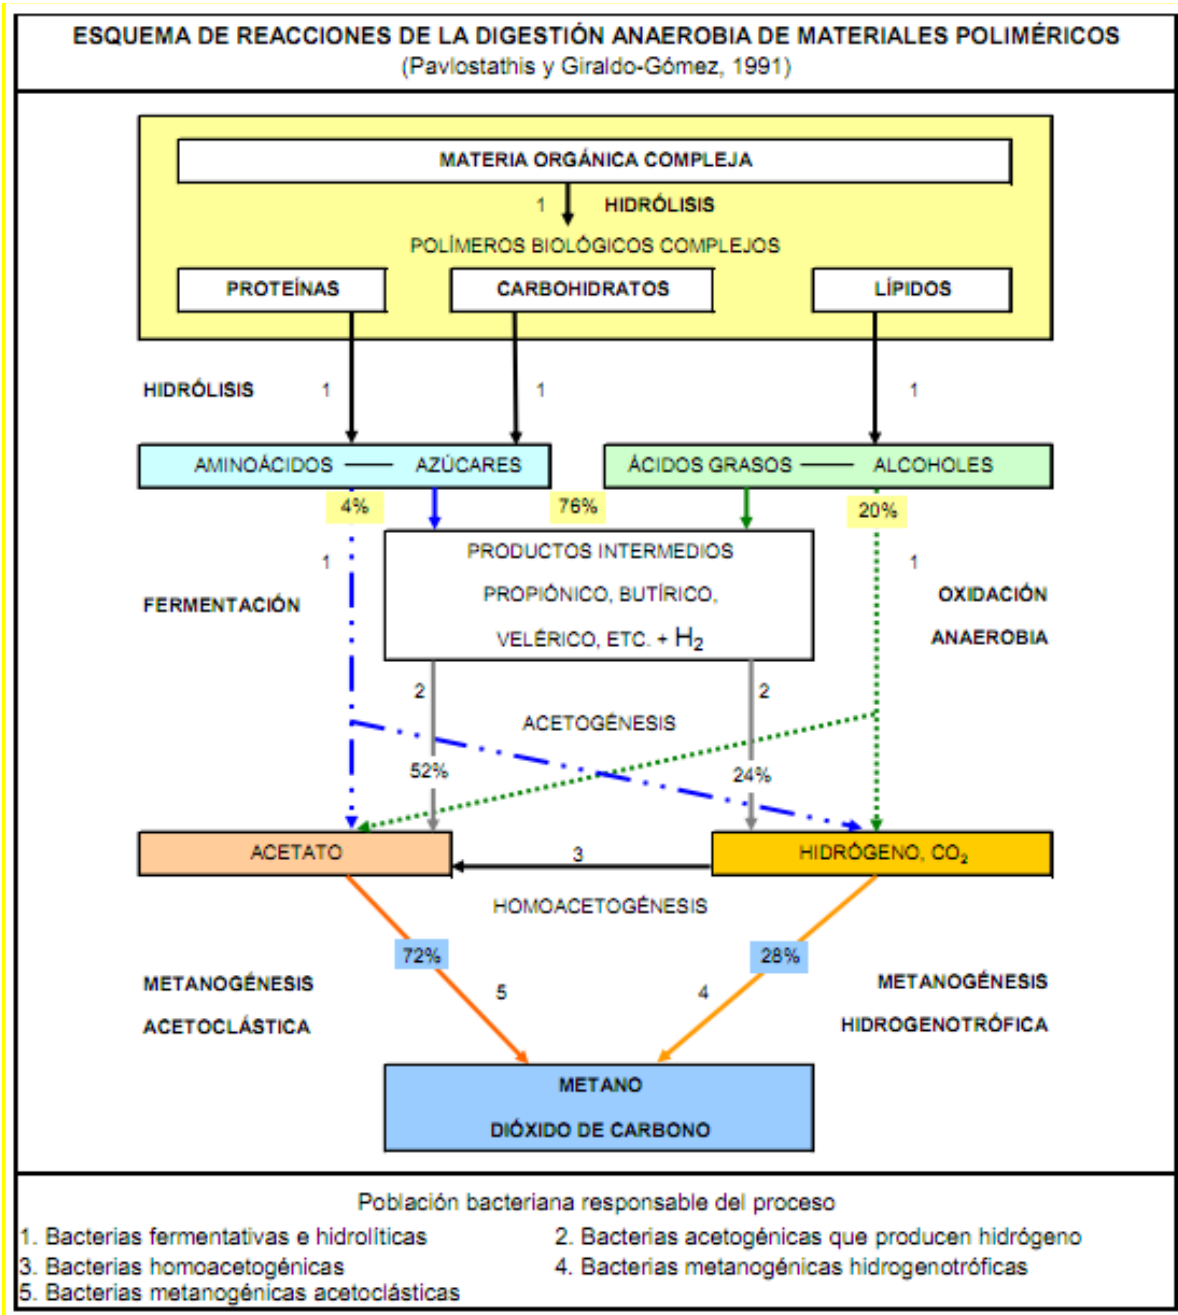 ESQUEMA DE REACCIONES DE LA DIGESTIÓN ANAEROBIA DE MATERIALES POLIMÉRICOS
(Pavlostathis y Giraldo-Gómez, 1991)
MATERIA ORGÁNICA COMPLEJA
1 HIDRÓLISIS
POLÍMEROS BIOLÓGICOS COMPLEJOS
PROTEÍNAS CARBOHIDRATOS LÍPIDOS
HIDRÓLISIS 1 1 1
AMINOÁCIDOS AZÚCARES ÁCIDOS GRASOS ALCOHOLES
4% 76% 20%
PRODUCTOS INTERMEDIOS
1 1
PROPIÓNICO, BUTÍRICO,
FERMENTACIÓN OXIDACIÓN
VELÉRICO, ETC. + H₂ ANAEROBIA
2 2
ACETOGÉNESIS
52% 24%
ACETATO 3 HIDRÓGENO, CO₂
HOMOACETOGÉNESIS
72% 28%
METANOGÉNESIS 5 4 METANOGÉNESIS
ACETOCLÁSTICA HIDROGENOTRÓFICA
METANO
DIÓXIDO DE CARBONO
Población bacteriana responsable del proceso
1. Bacterias fermentativas e hidrolíticas 2. Bacterias acetogénicas que producen hidrógeno
3. Bacterias homoacetogénicas 4. Bacterias metanogénicas hidrogenotróficas
5. Bacterias metanogénicas acetoclásticas